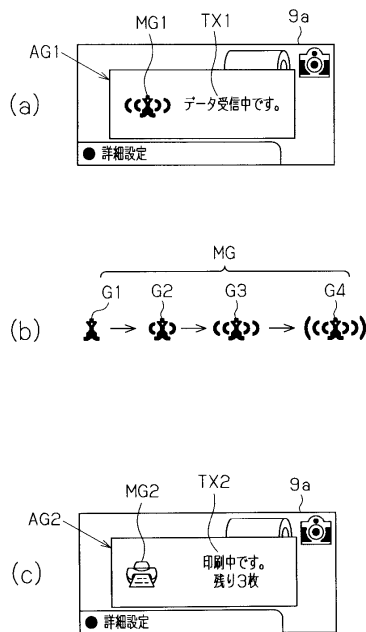 MG1 TX1 9a
AG1
(a)
データ受信中です。
● 詳細設定
MG
G1 G2 G3 G4
(b)
→ → →
MG2 TX2 9a
AG2
(c)
印刷中です。
残り3枚
● 詳細設定